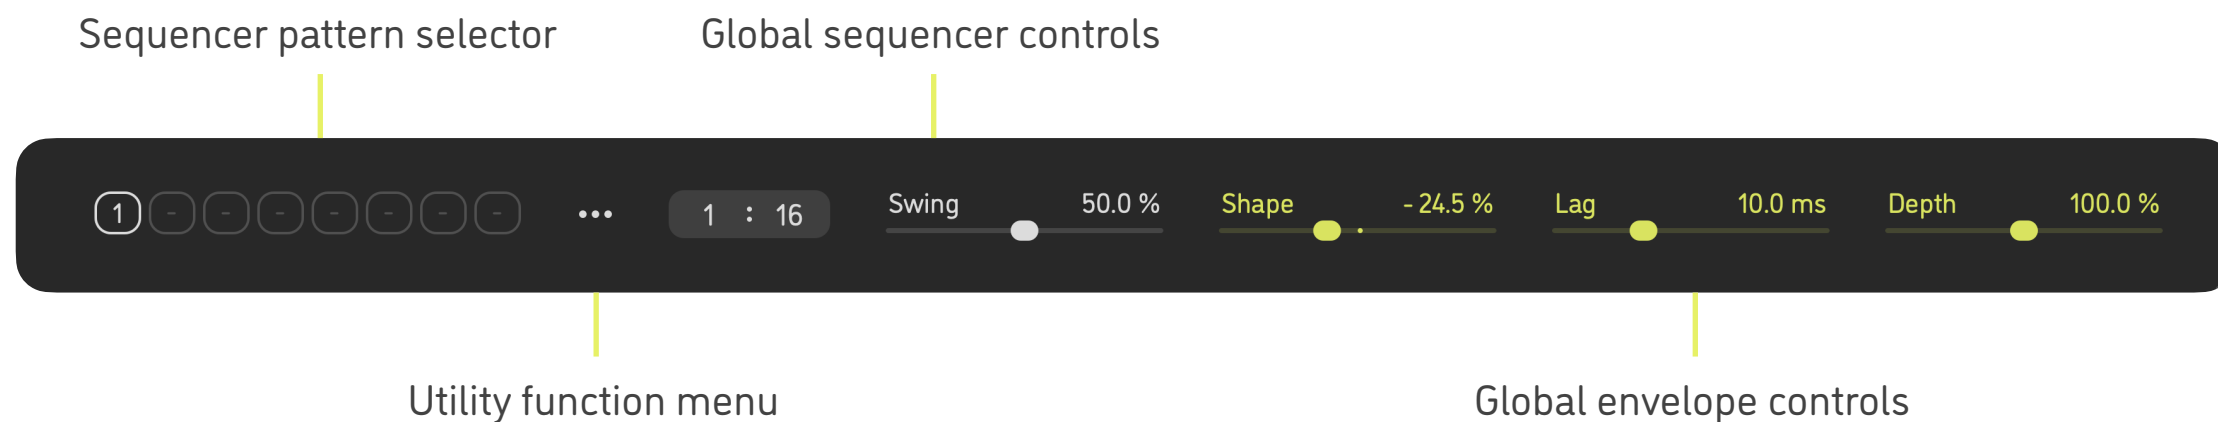 Sequencer pattern selector
Global sequencer controls
1 - - - - - - - ••• 1 : 16
Swing 50.0 %
Shape - 24.5 %
Lag 10.0 ms
Depth 100.0 %
Utility function menu
Global envelope controls